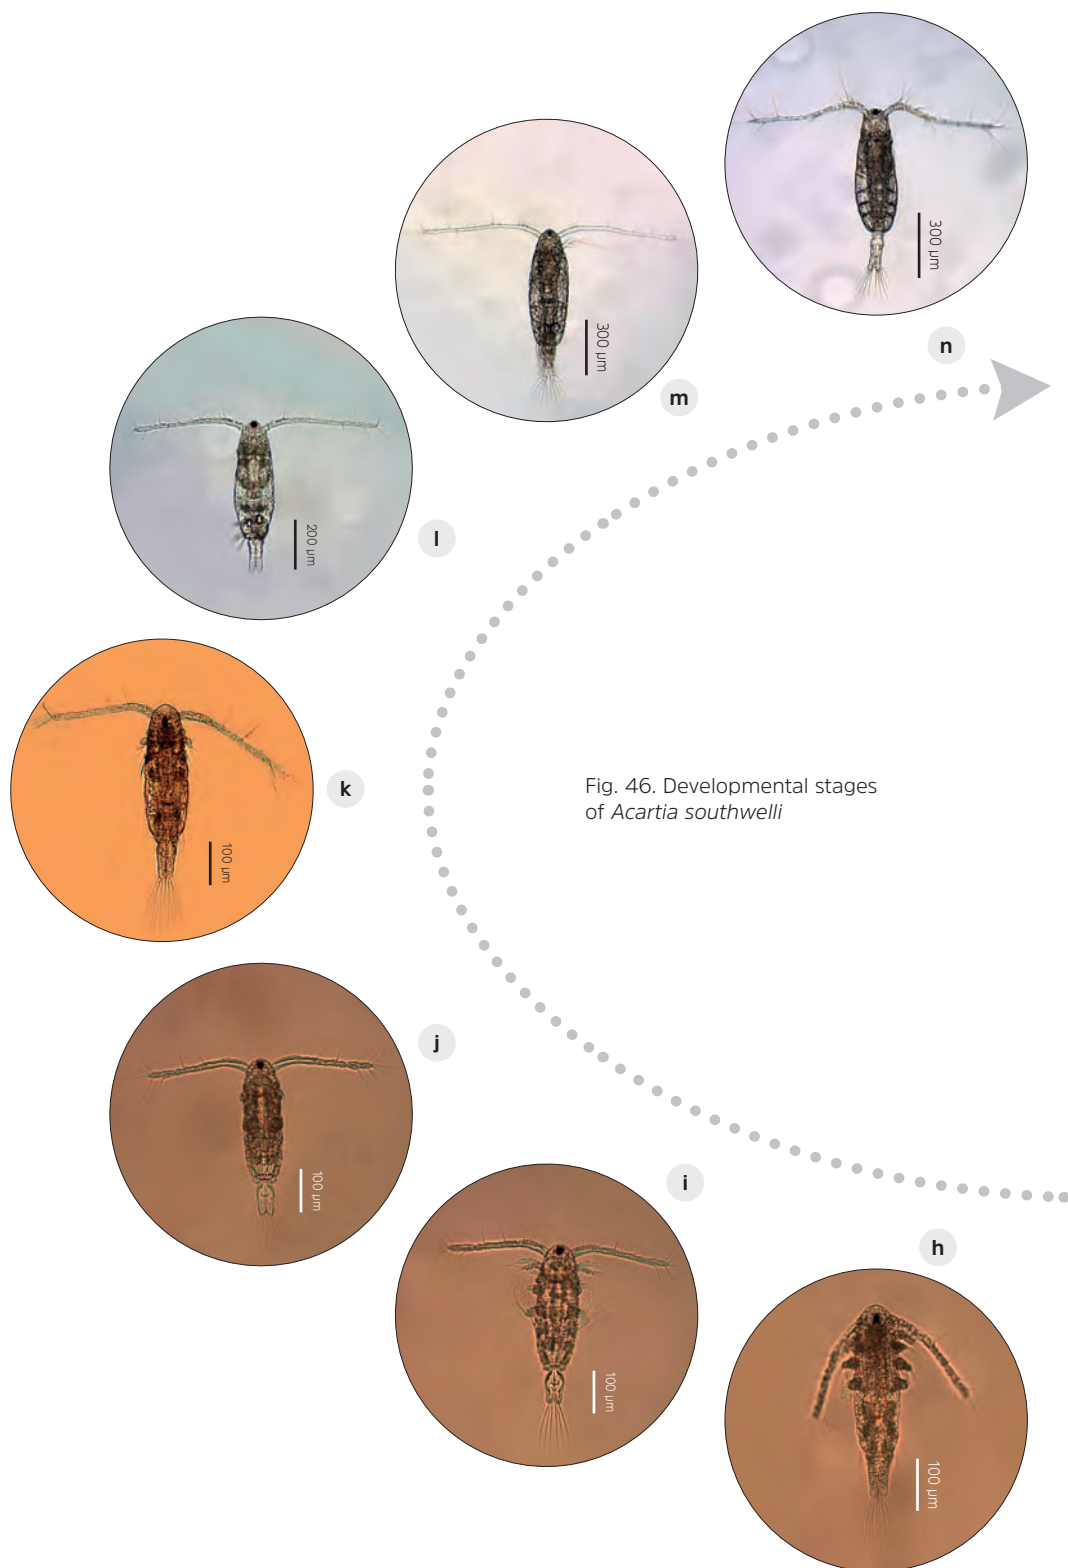 300 µm
n
300 µm
m
200 µm
l
100 µm
k
Fig. 46. Developmental stages
of Acartia southwelli
j
100 µm
i
100 µm
h
100 µm